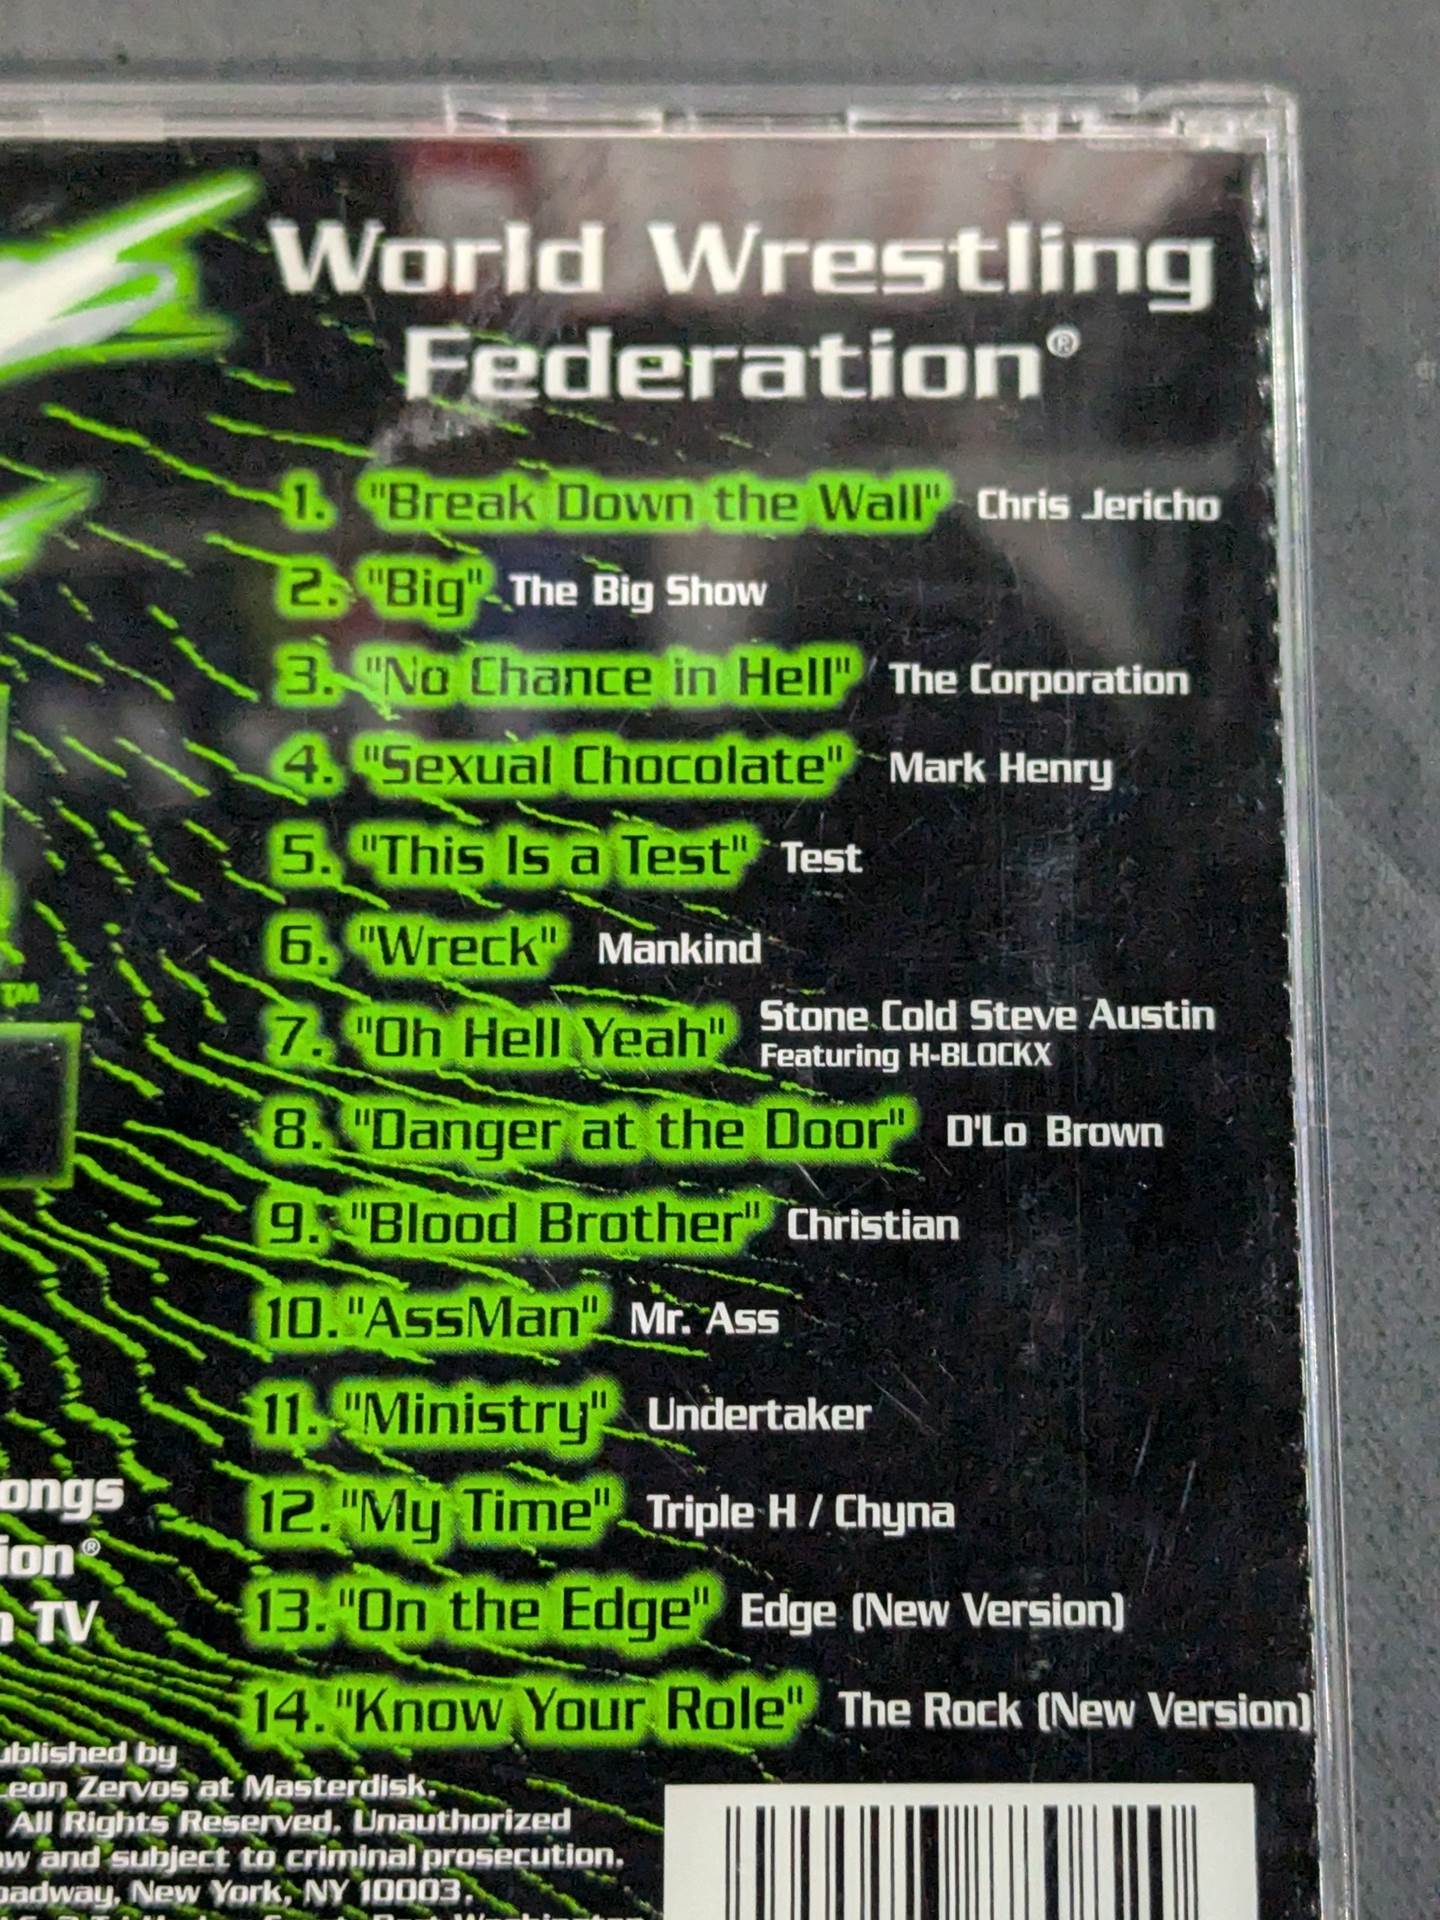 World Wrestling
Federation®
1. "Break Down the Wall" Chris Jericho
2. "Big" The Big Show
3. "No Chance in Hell" The Corporation
4. "Sexual Chocolate" Mark Henry
5. "This Is a Test" Test
6. "Wreck" Mankind
7. "Oh Hell Yeah" Stone Cold Steve Austin
Featuring H-BLOCKX
8. "Danger at the Door" D'Lo Brown
9. "Blood Brother" Christian
10. "AssMan" Mr. Ass
11. "Ministry" Undertaker
12. "My Time" Triple H / Chyna
13. "On the Edge" Edge (New Version)
14. "Know Your Role" The Rock (New Version)
TM
ongs
ion®
n TV
ublished by
Leon Zervos at Masterdisk.
All Rights Reserved. Unauthorized
aw and subject to criminal prosecution.
oadway, New York, NY 10003.